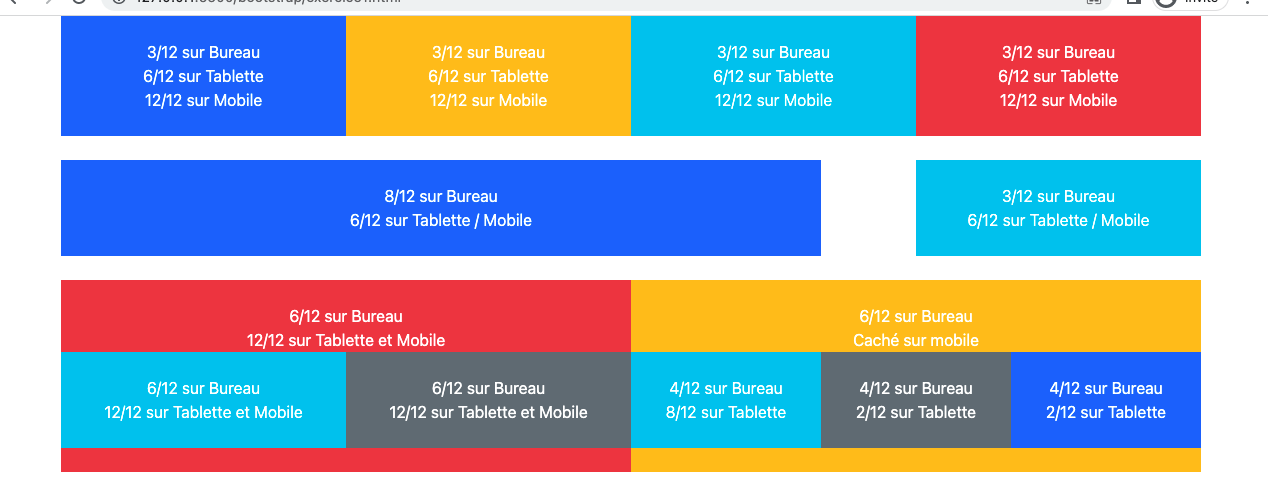 3/12 sur Bureau
6/12 sur Tablette
12/12 sur Mobile
3/12 sur Bureau
6/12 sur Tablette
12/12 sur Mobile
3/12 sur Bureau
6/12 sur Tablette
12/12 sur Mobile
3/12 sur Bureau
6/12 sur Tablette
12/12 sur Mobile
8/12 sur Bureau
6/12 sur Tablette / Mobile
3/12 sur Bureau
6/12 sur Tablette / Mobile
6/12 sur Bureau
12/12 sur Tablette et Mobile
6/12 sur Bureau
Caché sur mobile
6/12 sur Bureau
12/12 sur Tablette et Mobile
6/12 sur Bureau
12/12 sur Tablette et Mobile
4/12 sur Bureau
8/12 sur Tablette
4/12 sur Bureau
2/12 sur Tablette
4/12 sur Bureau
2/12 sur Tablette